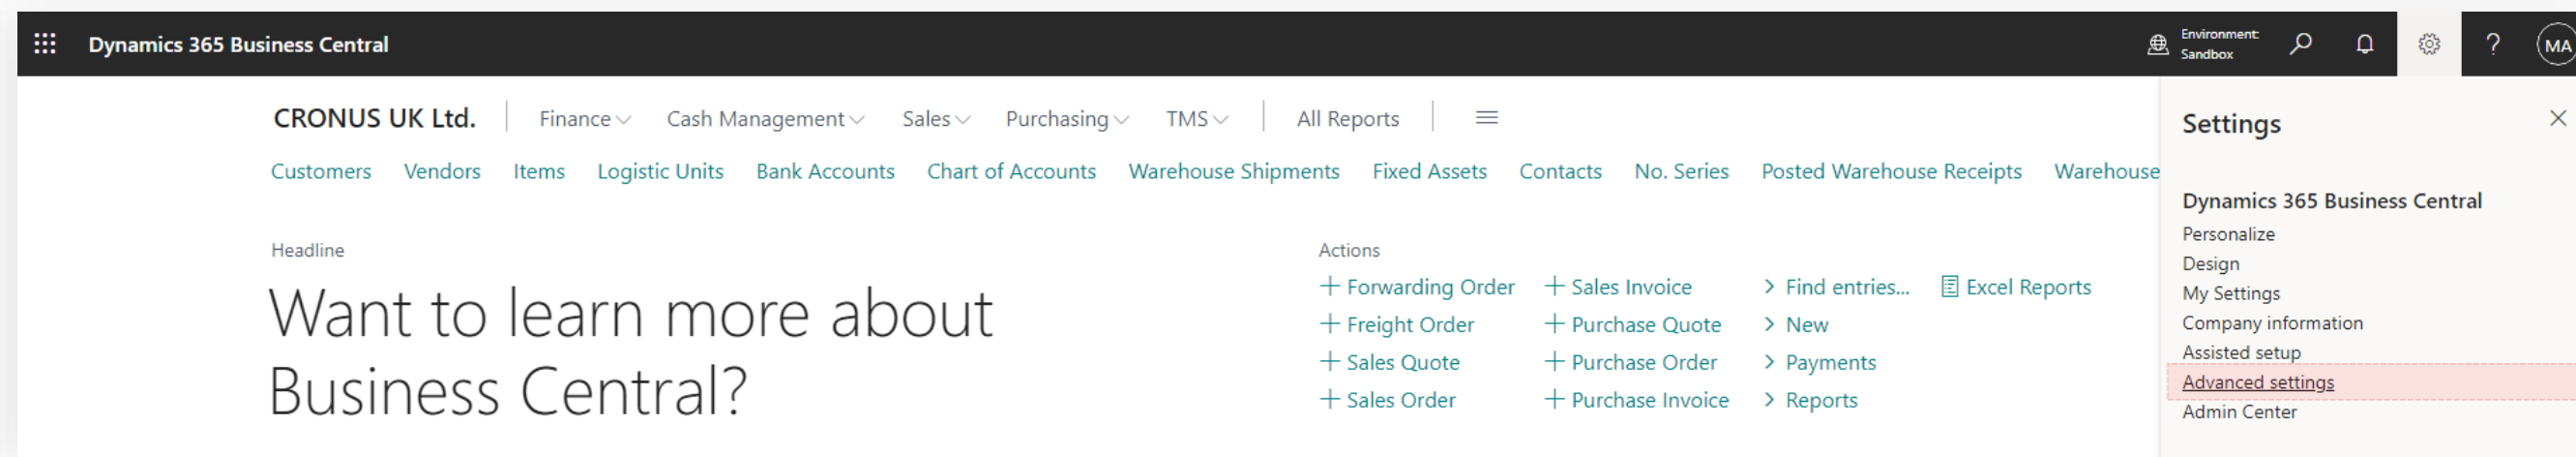 Dynamics 365 Business Central
Environment:
Sandbox
MA
CRONUS UK Ltd. Finance Cash Management Sales Purchasing TMS All Reports
Customers Vendors Items Logistic Units Bank Accounts Chart of Accounts Warehouse Shipments Fixed Assets Contacts No. Series Posted Warehouse Receipts Warehouse
Headline
Want to learn more about
Business Central?
Actions
Forwarding Order Sales Invoice Find entries... Excel Reports
Freight Order Purchase Quote New
Sales Quote Purchase Order Payments
Sales Order Purchase Invoice Reports
Settings
Dynamics 365 Business Central
Personalize
Design
My Settings
Company information
Assisted setup
Advanced settings
Admin Center